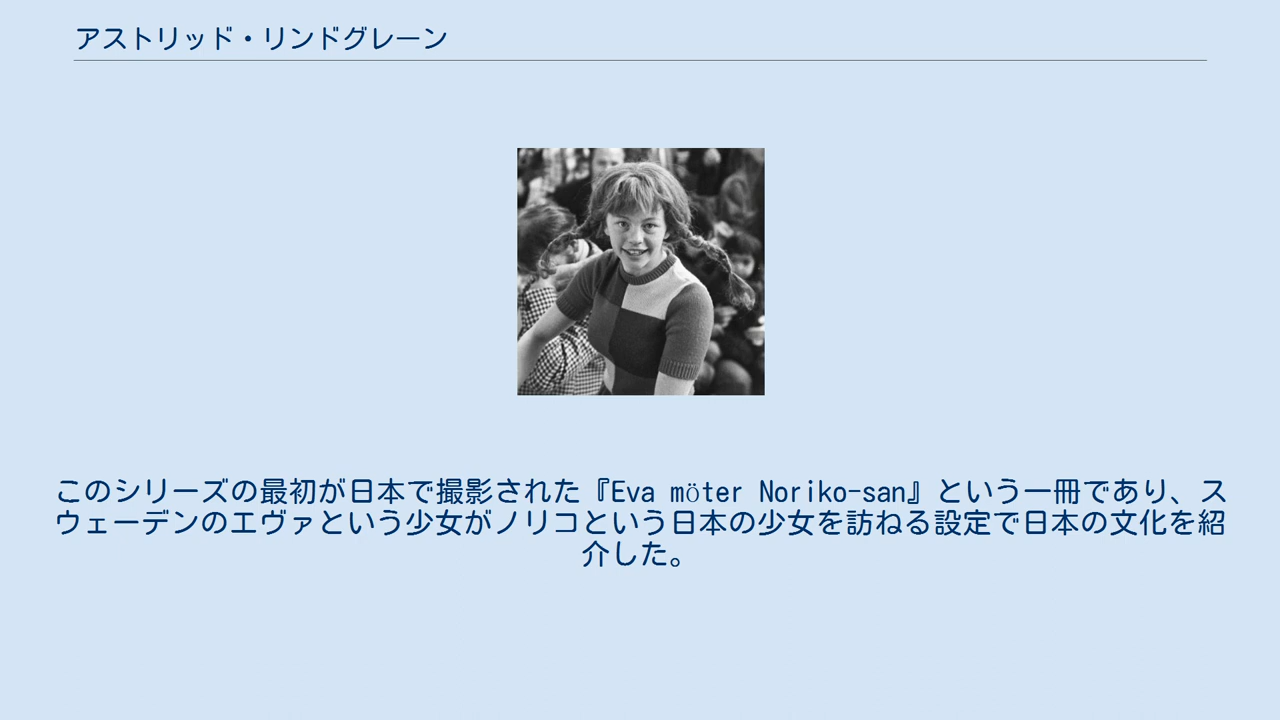 アストリッド・リンドグレーン
このシリーズの最初が日本で撮影された『Eva möter Noriko-san』という一冊であり、ス
ウェーデンのエヴァという少女がノリコという日本の少女を訪ねる設定で日本の文化を紹
介した。